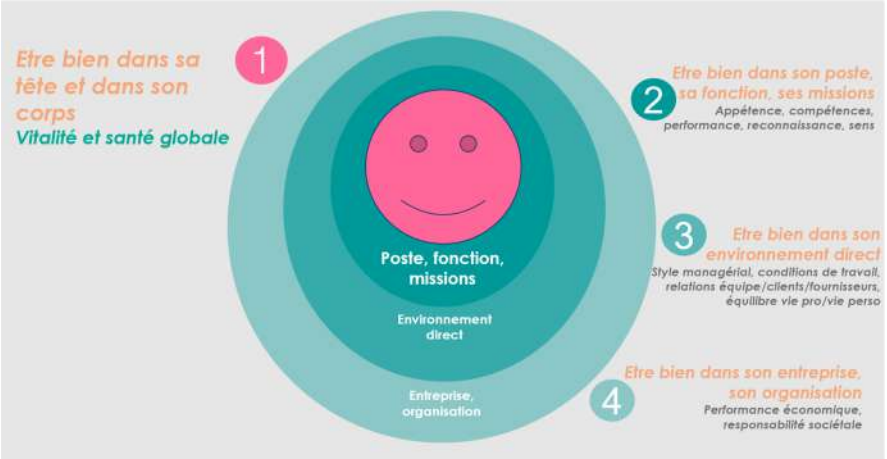 1
Etre bien dans sa
tête et dans son
corps
Vitalité et santé globale
2
Etre bien dans son poste,
sa fonction, ses missions
Appétence, compétences,
performance, reconnaissance, sens
3
Etre bien dans son
environnement direct
Style managérial, conditions de travail,
relations équipe/clients/fournisseurs,
équilibre vie pro/vie perso
4
Etre bien dans son entreprise,
son organisation
Performance économique,
responsabilité sociétale
Poste, fonction,
missions
Environnement
direct
Entreprise,
organisation